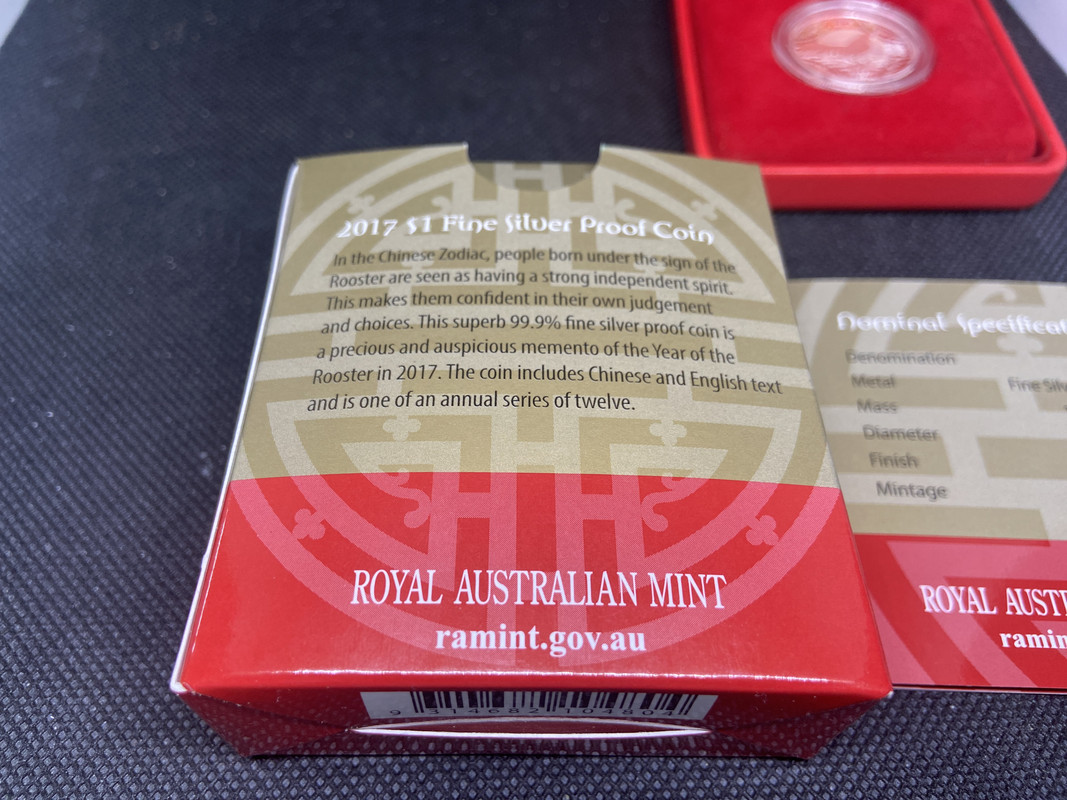 2017 $1 Fine Silver Proof Coin
In the Chinese Zodiac, people born under the sign of the
Rooster are seen as having a strong independent spirit.
This makes them confident in their own judgement
and choices. This superb 99.9% fine silver proof coin is
a precious and auspicious memento of the Year of the
Rooster in 2017. The coin includes Chinese and English text
and is one of an annual series of twelve.
ROYAL AUSTRALIAN MINT
ramint.gov.au
9 314682 104804
Nominal Specificat
Denomination
Metal Fine Silv
Mass
Diameter
Finish
Mintage
ROYAL AUST
ramin